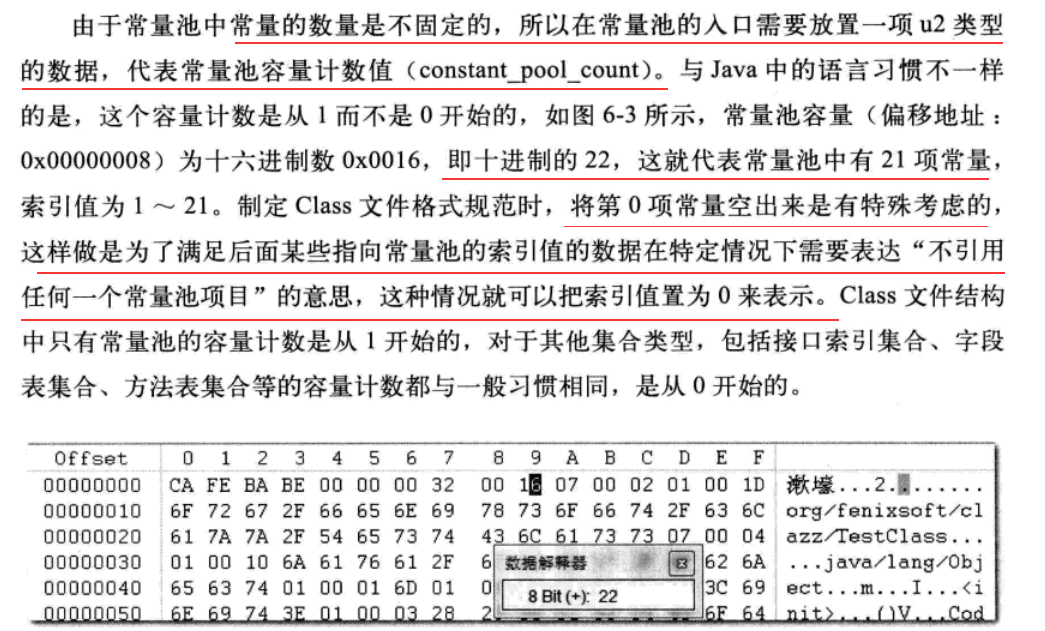 由于常量池中常量的数量是不固定的，所以在常量池的入口需要放置一项 u2 类型
的数据，代表常量池容量计数值（constant_pool_count）。与 Java 中的语言习惯不一样
的是，这个容量计数是从 1 而不是 0 开始的，如图 6-3 所示，常量池容量（偏移地址：
0x00000008）为十六进制数 0x0016，即十进制的 22，这就代表常量池中有 21 项常量，
索引值为 1 ～ 21。制定 Class 文件格式规范时，将第 0 项常量空出来是有特殊考虑的，
这样做是为了满足后面某些指向常量池的索引值的数据在特定情况下需要表达“不引用
任何一个常量池项目”的意思，这种情况就可以把索引值置为 0 来表示。Class 文件结构
中只有常量池的容量计数是从 1 开始的，对于其他集合类型，包括接口索引集合、字段
表集合、方法表集合等的容量计数都与一般习惯相同，是从 0 开始的。
Offset 0 1 2 3 4 5 6 7 8 9 A B C D E F
00000000 CA FE BA BE 00 00 00 32 00 16 07 00 02 01 00 1D 漱壕...2.........
00000010 6F 72 67 2F 66 65 6E 69 78 73 6F 66 74 2F 63 6C org/fenixsoft/cl
00000020 61 7A 7A 2F 54 65 73 74 43 6C 61 73 73 07 00 04 azz/TestClass...
00000030 01 00 10 6A 61 76 61 2F 6 62 6A ...java/lang/Obj
00000040 65 63 74 01 00 01 6D 01 0 3C 69 ect...m...I...<i
00000050 6E 69 74 3E 01 00 03 28 2 6F 64 nit>...()V...Cod
数据解释器
8 Bit (+): 22